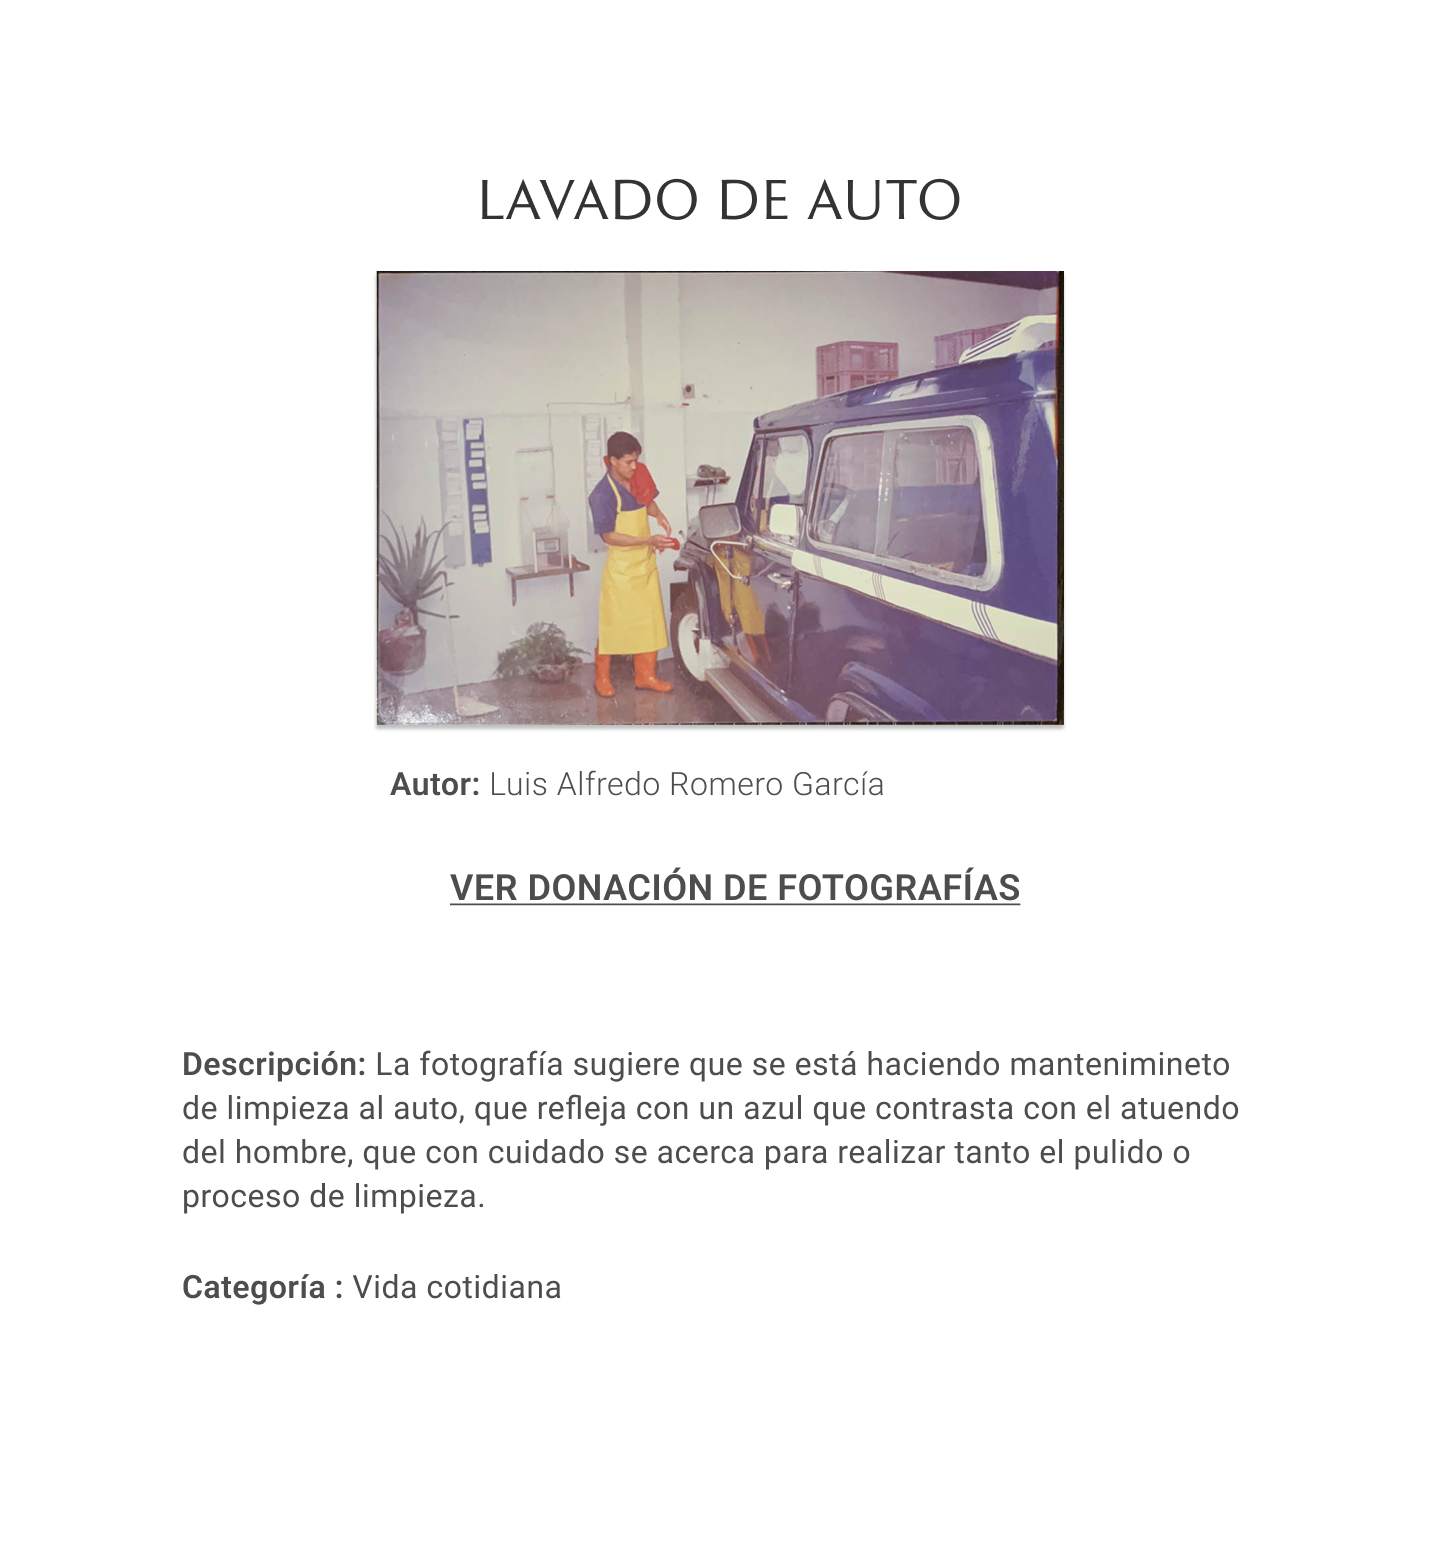 LAVADO DE AUTO
Autor: Luis Alfredo Romero García
VER DONACIÓN DE FOTOGRAFÍAS
Descripción: La fotografía sugiere que se está haciendo mantenimineto
de limpieza al auto, que refleja con un azul que contrasta con el atuendo
del hombre, que con cuidado se acerca para realizar tanto el pulido o
proceso de limpieza.
Categoría : Vida cotidiana